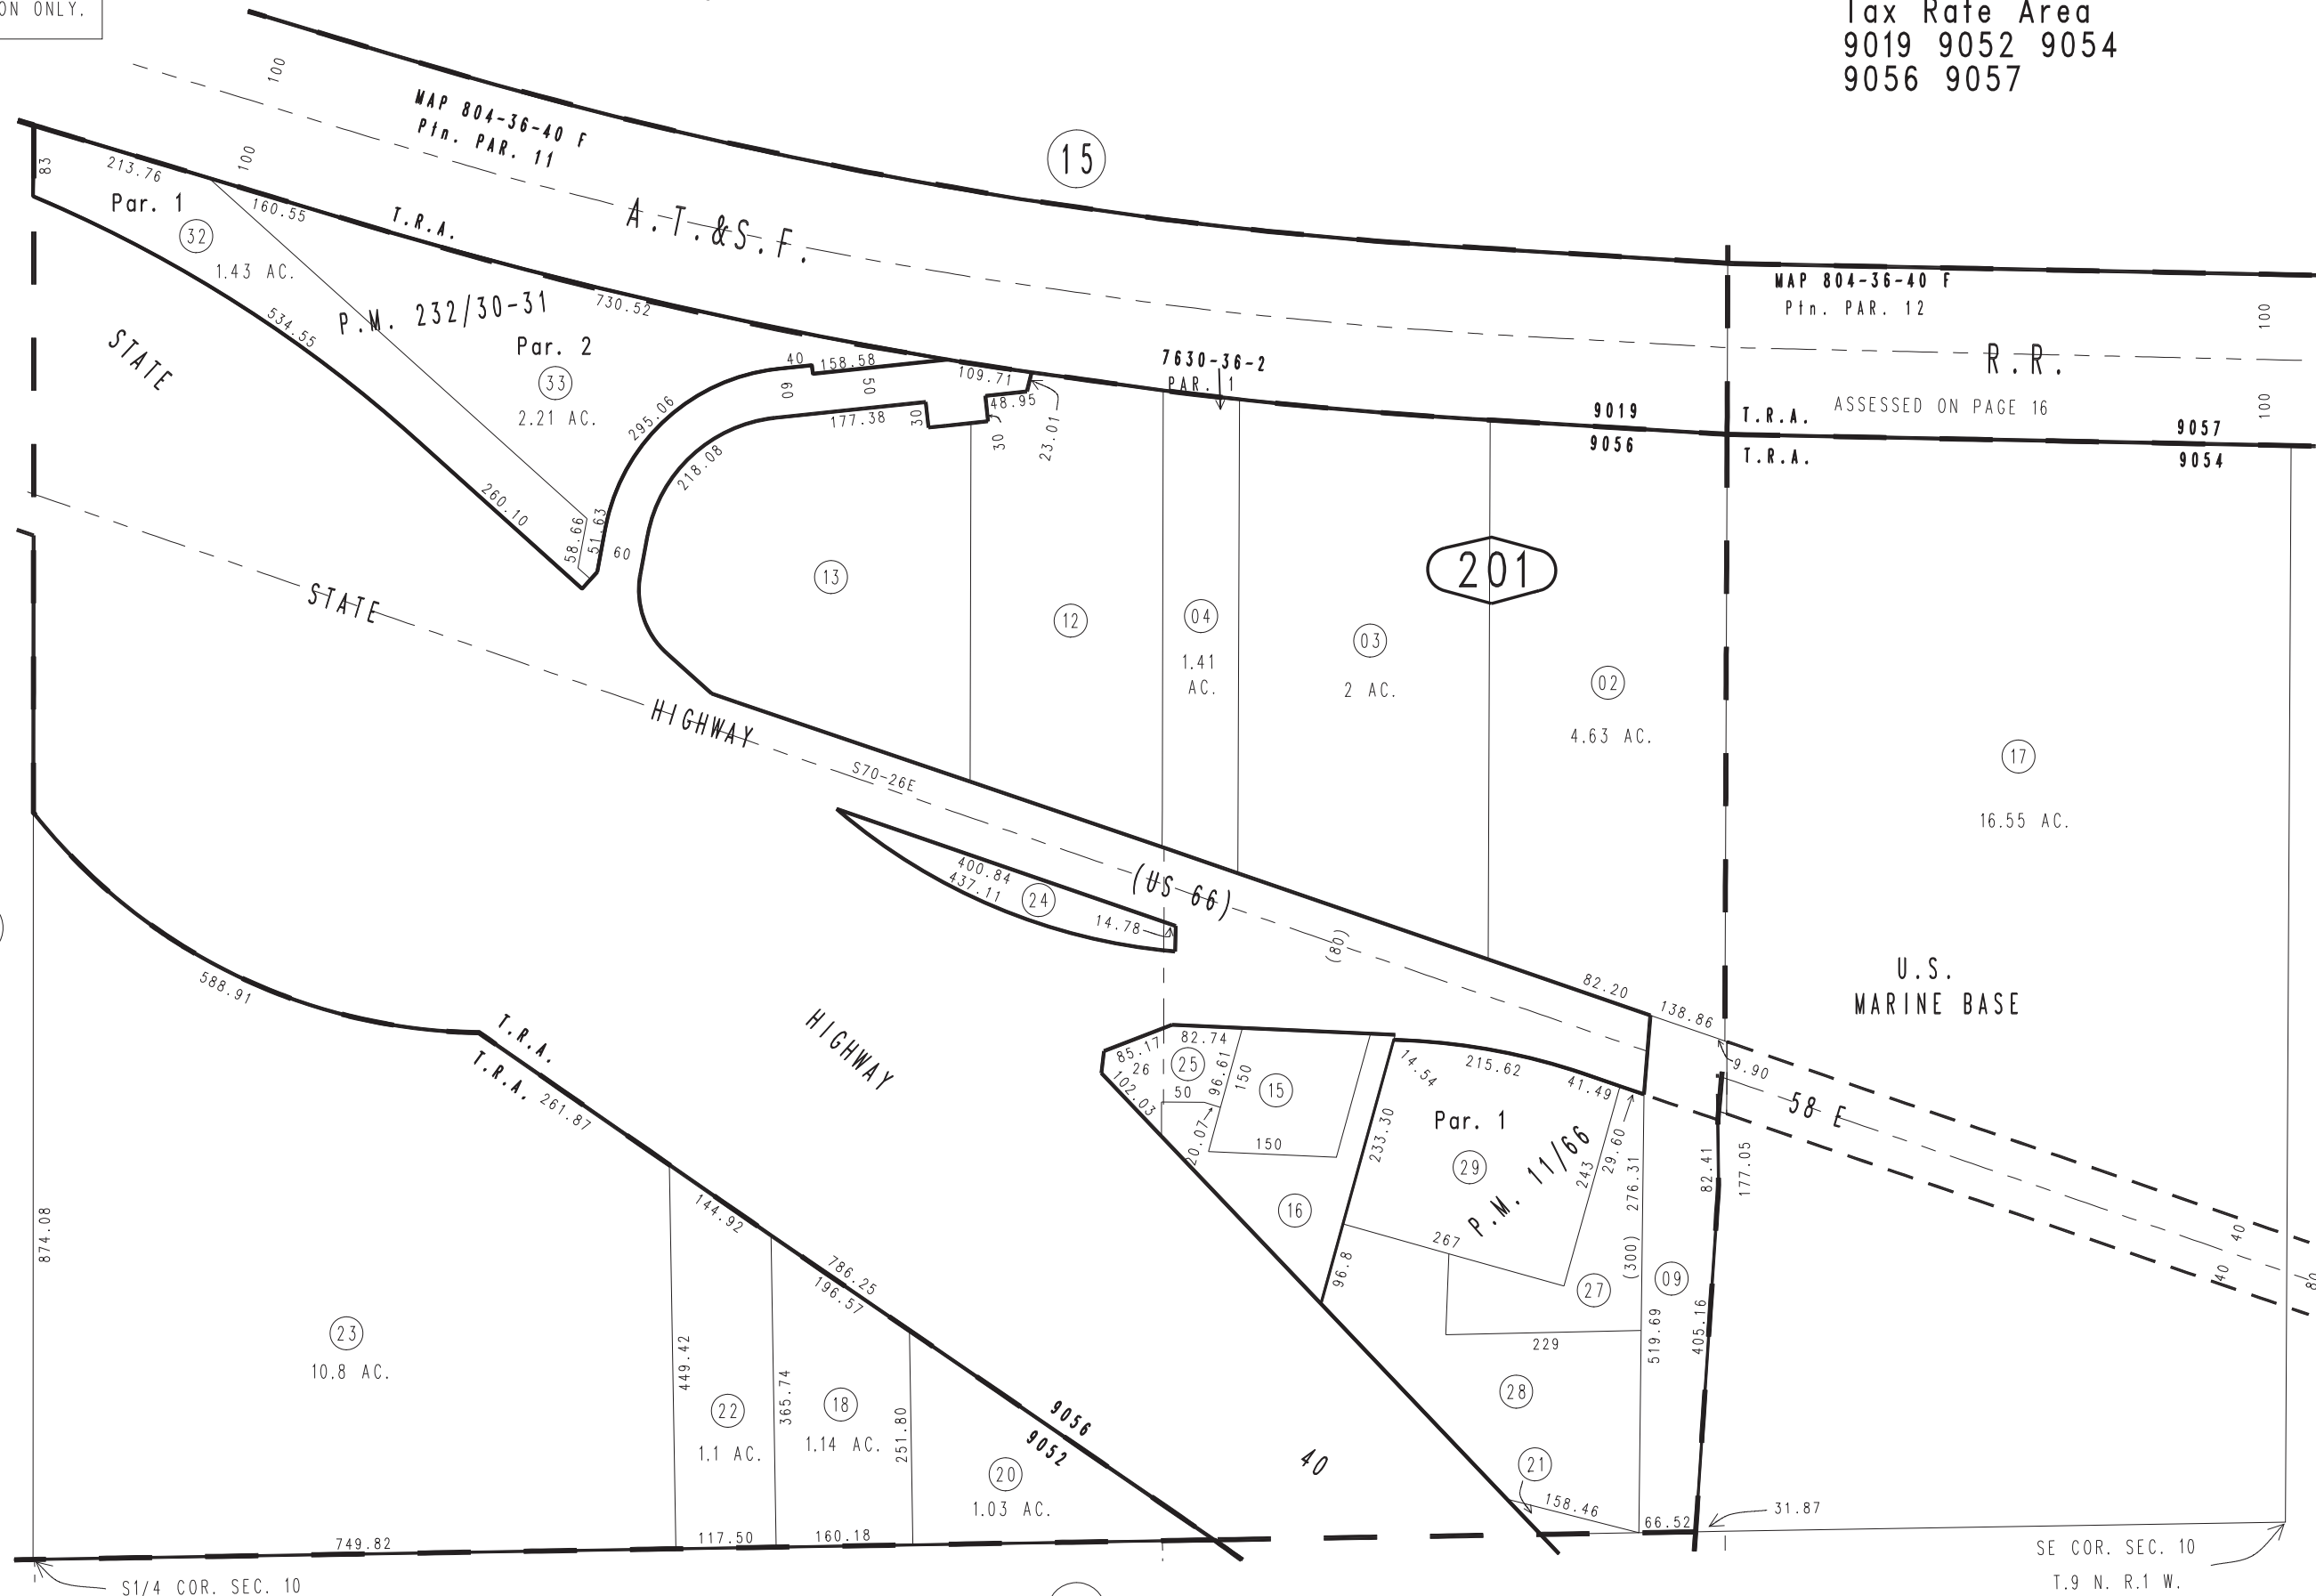 ON ONLY.
Tax Rate Area
9019 9052 9054
9056 9057
100
MAP 804-36-40 F
Ptn. PAR. 11
15
83
213.76
100
Par. 1
32
1.43 AC.
160.55
T.R.A.
A.T.&S.F.
MAP 804-36-40 F
Ptn. PAR. 12
100
R.R.
ASSESSED ON PAGE 16
100
STATE
534.55
P.M. 232/30-31
730.52
Par. 2
33
2.21 AC.
40
158.58
60
50
109.71
7630-36-2
PAR. 1
9019
T.R.A.
9057
9056
T.R.A.
9054
295.06
177.38
30
48.95
30
23.01
218.08
260.10
58.66
51.63
60
201
13
12
04
1.41
AC.
03
2 AC.
02
4.63 AC.
17
16.55 AC.
STATE
HIGHWAY
S70-26E
400.84
437.11
24
14.78
(US 66)
(80)
82.20
138.86
U.S.
MARINE BASE
588.91
T.R.A.
T.R.A.
261.87
HIGHWAY
85.17
82.74
26
25
50
102.03
96.61
150
15
20.07
150
14.54
215.62
41.49
9.90
58 E
Par. 1
29
P.M. 11/66
233.30
243
29.60
276.31
82.41
177.05
16
267
96.8
(300)
27
09
40
40
80
874.08
144.92
786.25
196.57
23
10.8 AC.
449.42
22
1.1 AC.
365.74
18
1.14 AC.
251.80
20
1.03 AC.
9056
9052
40
229
519.69
405.16
28
21
158.46
66.52
31.87
749.82
117.50
160.18
S1/4 COR. SEC. 10
SE COR. SEC. 10
T.9 N. R.1 W.